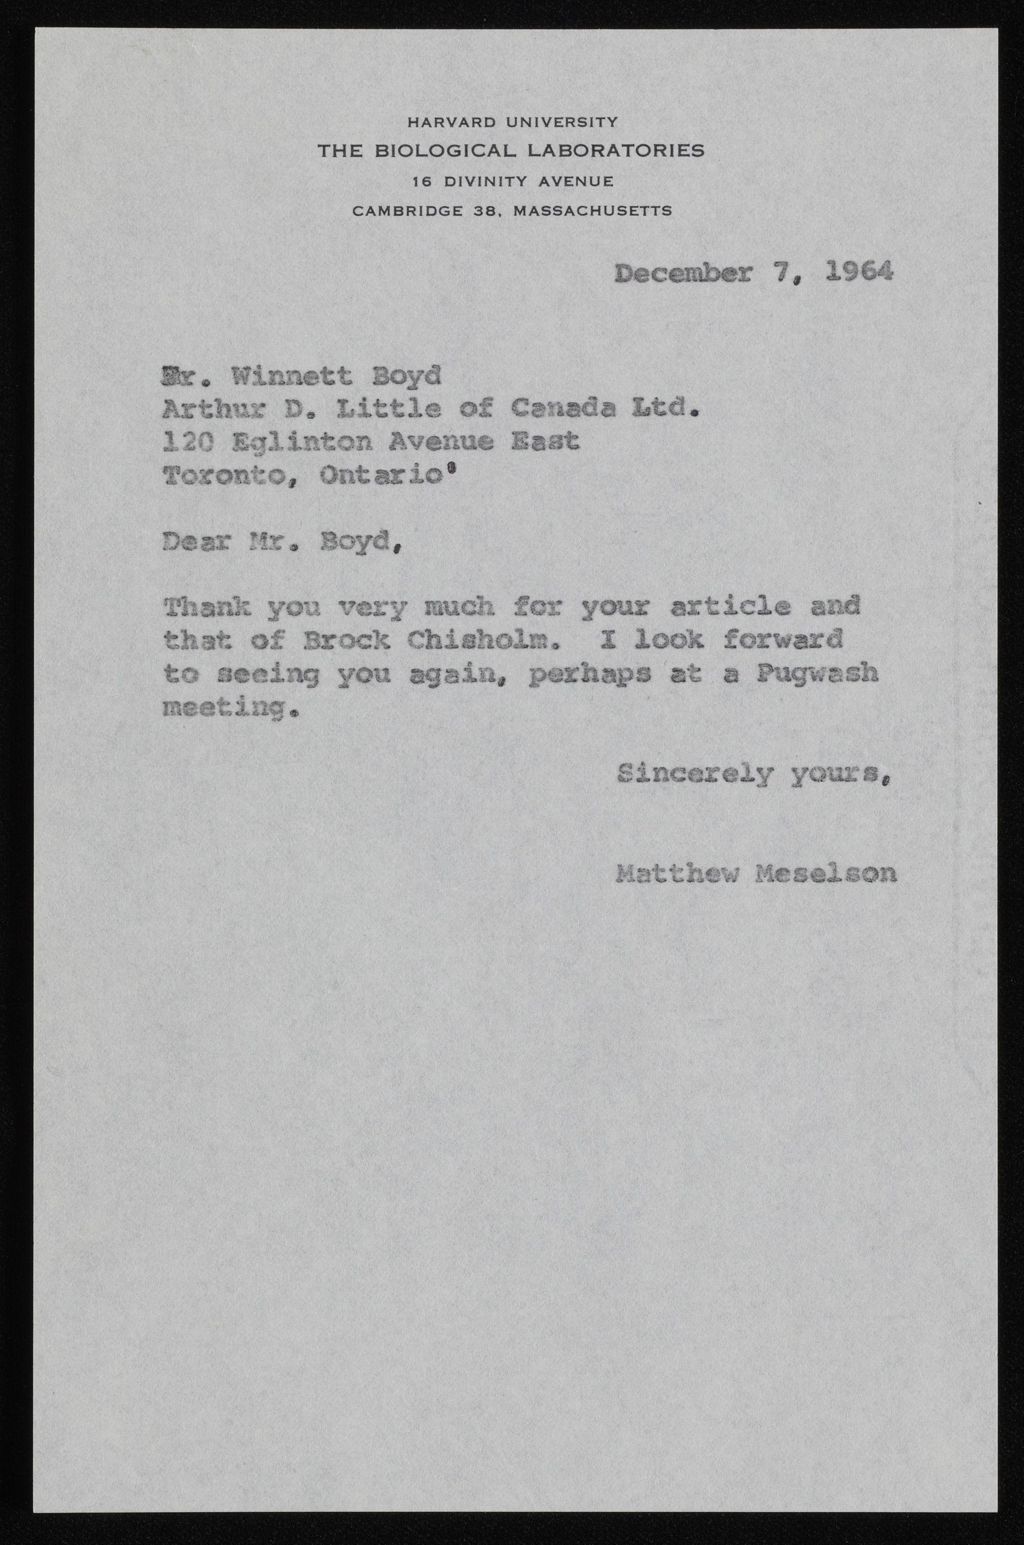 HARVARD UNIVERSITY
THE BIOLOGICAL LABORATORIES
16 DIVINITY AVENUE
CAMBRIDGE 38, MASSACHUSETTS
December 7, 1964
Mr. Winnett Boyd
Arthur D. Little of Canada Ltd.
120 Eglinton Avenue East
Toronto, Ontario
Dear Mr. Boyd,
Thank you very much for your article and
that of Brock Chisholm. I look forward
to seeing you again, perhaps at a Pugwash
meeting.
Sincerely yours,
Matthew Meselson